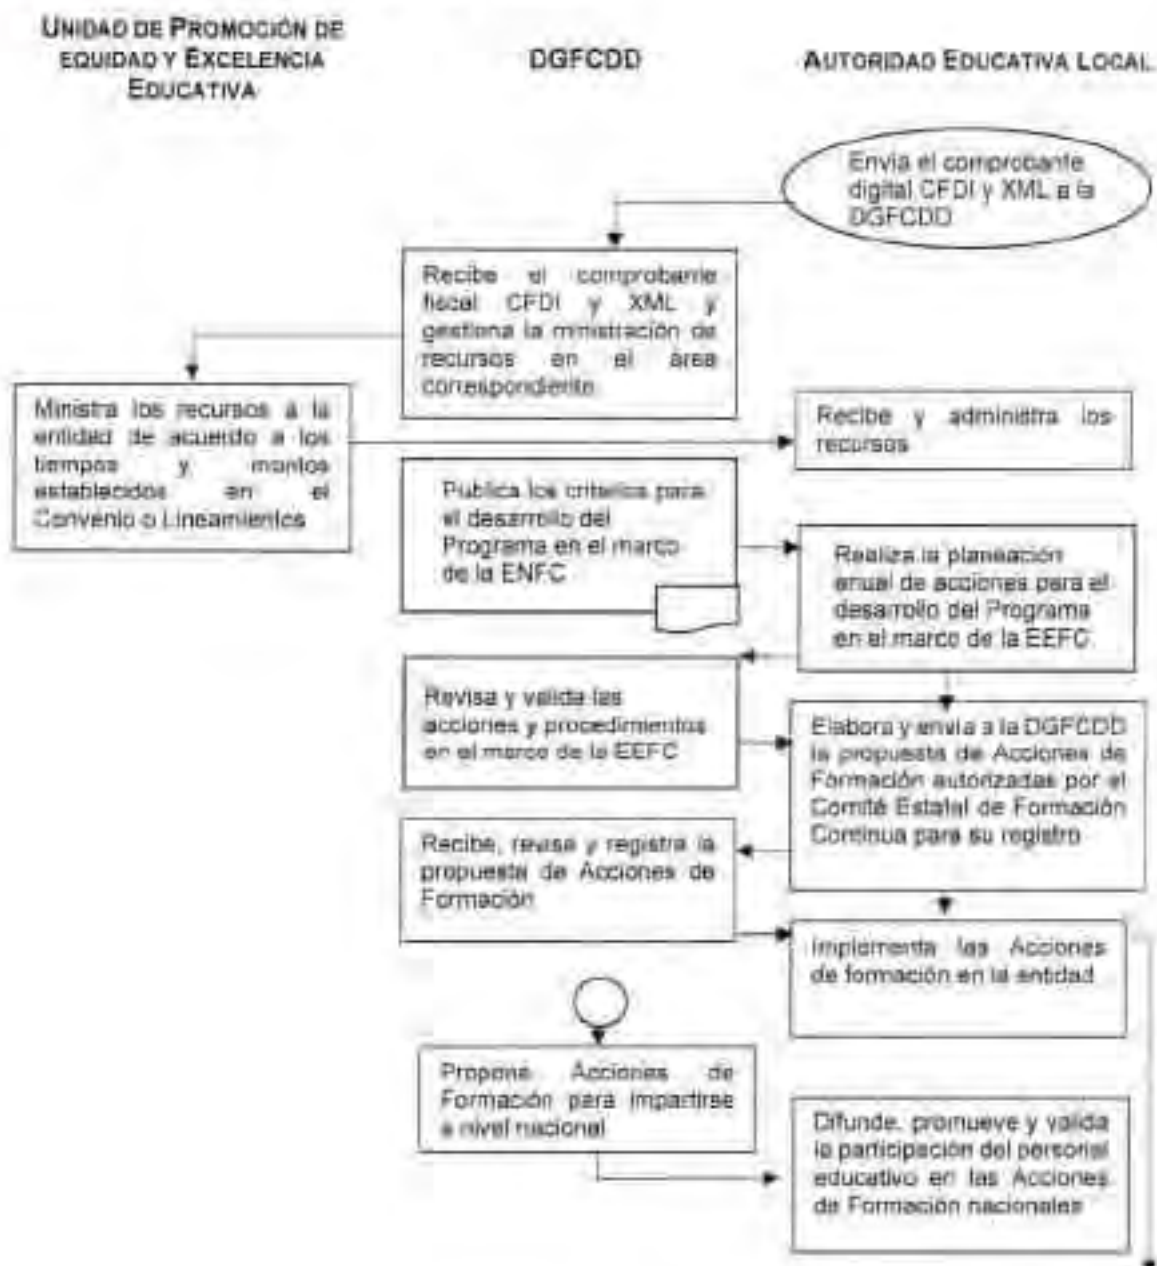 UNIDAD DE PROMOCIÓN DE
EQUIDAD Y EXCELENCIA
EDUCATIVA
DGFCDD
AUTORIDAD EDUCATIVA LOCAL
Envía el comprobante
digital CFDI y XML a la
DGFCDD
Recibe el comprobante
fiscal CFDI y XML y
gestiona la ministración de
recursos en el área
correspondiente
Ministra los recursos a la
entidad de acuerdo a los
tiempos y montos
establecidos en el
Convenio o Lineamientos
Recibe y administra los
recursos
Publica los criterios para
el desarrollo del
Programa en el marco
de la ENFC
Realiza la planeación
anual de acciones para el
desarrollo del Programa
en el marco de la EEFC
Revisa y valida las
acciones y procedimientos
en el marco de la EEFC
Elabora y envía a la DGFCDD
la propuesta de Acciones de
Formación autorizadas por el
Comité Estatal de Formación
Continua para su registro
Recibe, revisa y registra la
propuesta de Acciones de
Formación
Implementa las Acciones
de formación en la entidad
Propone Acciones de
Formación para impartirse
a nivel nacional
Difunde, promueve y valida
la participación del personal
educativo en las Acciones
de Formación nacionales